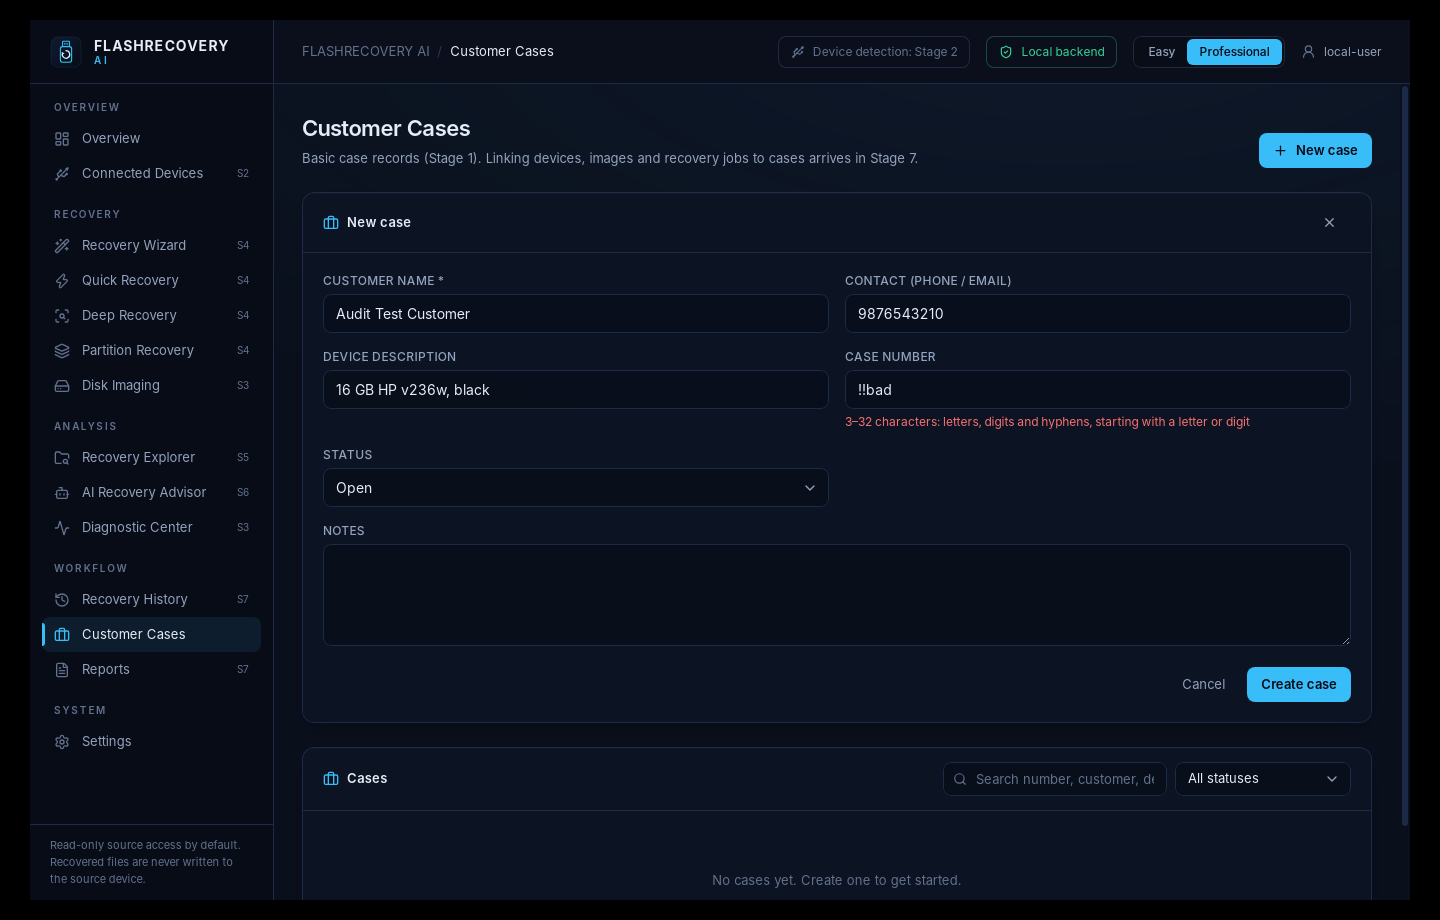 FLASHRECOVERY
AI
OVERVIEW
Overview
Connected Devices S2
RECOVERY
Recovery Wizard S4
Quick Recovery S4
Deep Recovery S4
Partition Recovery S4
Disk Imaging S3
ANALYSIS
Recovery Explorer S5
AI Recovery Advisor S6
Diagnostic Center S3
WORKFLOW
Recovery History S7
Customer Cases
Reports S7
SYSTEM
Settings
Read-only source access by default.
Recovered files are never written to
the source device.
FLASHRECOVERY AI / Customer Cases
Device detection: Stage 2
Local backend
Easy Professional
local-user
Customer Cases
Basic case records (Stage 1). Linking devices, images and recovery jobs to cases arrives in Stage 7.
New case
New case
CUSTOMER NAME * CONTACT (PHONE / EMAIL)
Audit Test Customer 9876543210
DEVICE DESCRIPTION CASE NUMBER
16 GB HP v236w, black !!bad
3–32 characters: letters, digits and hyphens, starting with a letter or digit
STATUS
Open
NOTES
Cancel Create case
Cases
Search number, customer, de
All statuses
No cases yet. Create one to get started.